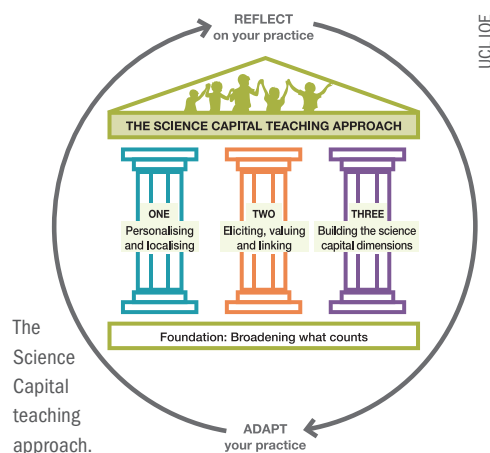 REFLECT
on your practice
UCL IOE
THE SCIENCE CAPITAL TEACHING APPROACH
ONE
Personalising
and localising
TWO
Eliciting, valuing
and linking
THREE
Building the science
capital dimensions
Foundation: Broadening what counts
The
Science
Capital
teaching
approach.
ADAPT
your practice